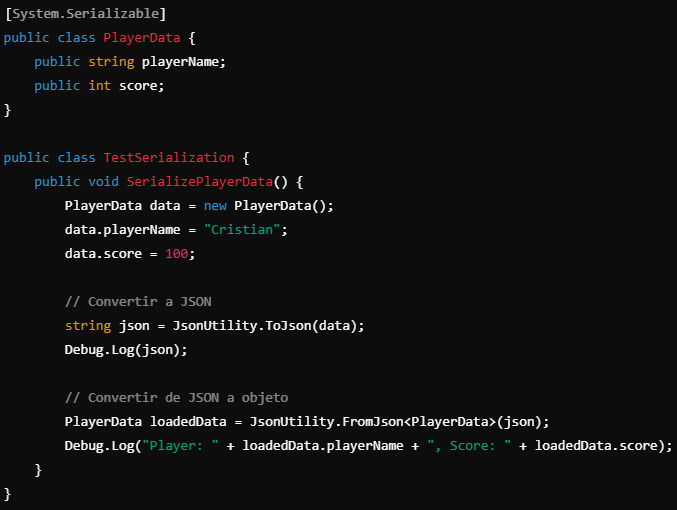 [System.Serializable]
public class PlayerData {
    public string playerName;
    public int score;
}

public class TestSerialization {
    public void SerializePlayerData() {
        PlayerData data = new PlayerData();
        data.playerName = "Cristian";
        data.score = 100;

        // Convertir a JSON
        string json = JsonUtility.ToJson(data);
        Debug.Log(json);

        // Convertir de JSON a objeto
        PlayerData loadedData = JsonUtility.FromJson<PlayerData>(json);
        Debug.Log("Player: " + loadedData.playerName + ", Score: " + loadedData.score);
    }
}